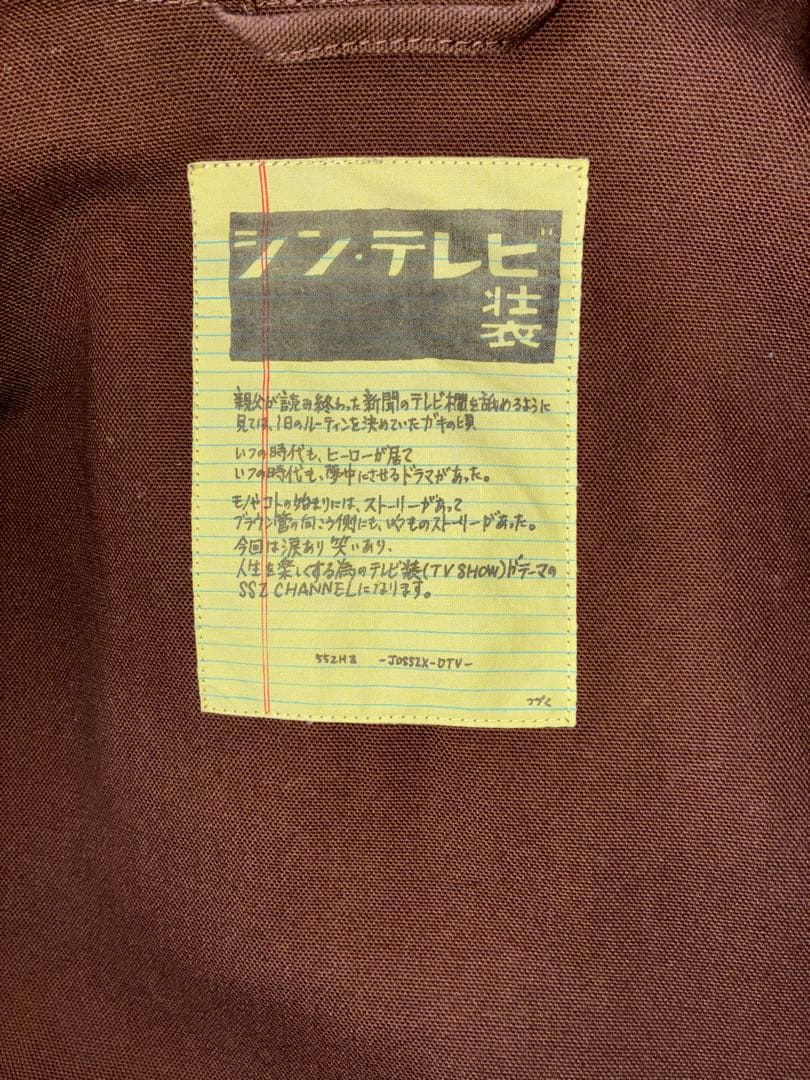 シン・テレビ
装
親父が読み終わった新聞のテレビ欄を舐めるように
見ては、1日のルーティンを決めていたガキの頃
いつの時代も、ヒーローが居て
いつの時代も、夢中にさせるドラマがあった。
モノやコトの始まりには、ストーリーがあって
ブラウン管の向こう側にも、いつものストーリーがあった。
今回は涙あり笑いあり、
人生を楽しくする為のテレビ装(TV SHOW)がテーマの
SSZ CHANNELになります。
552HZ -JOSSZX-DTV-
つづく